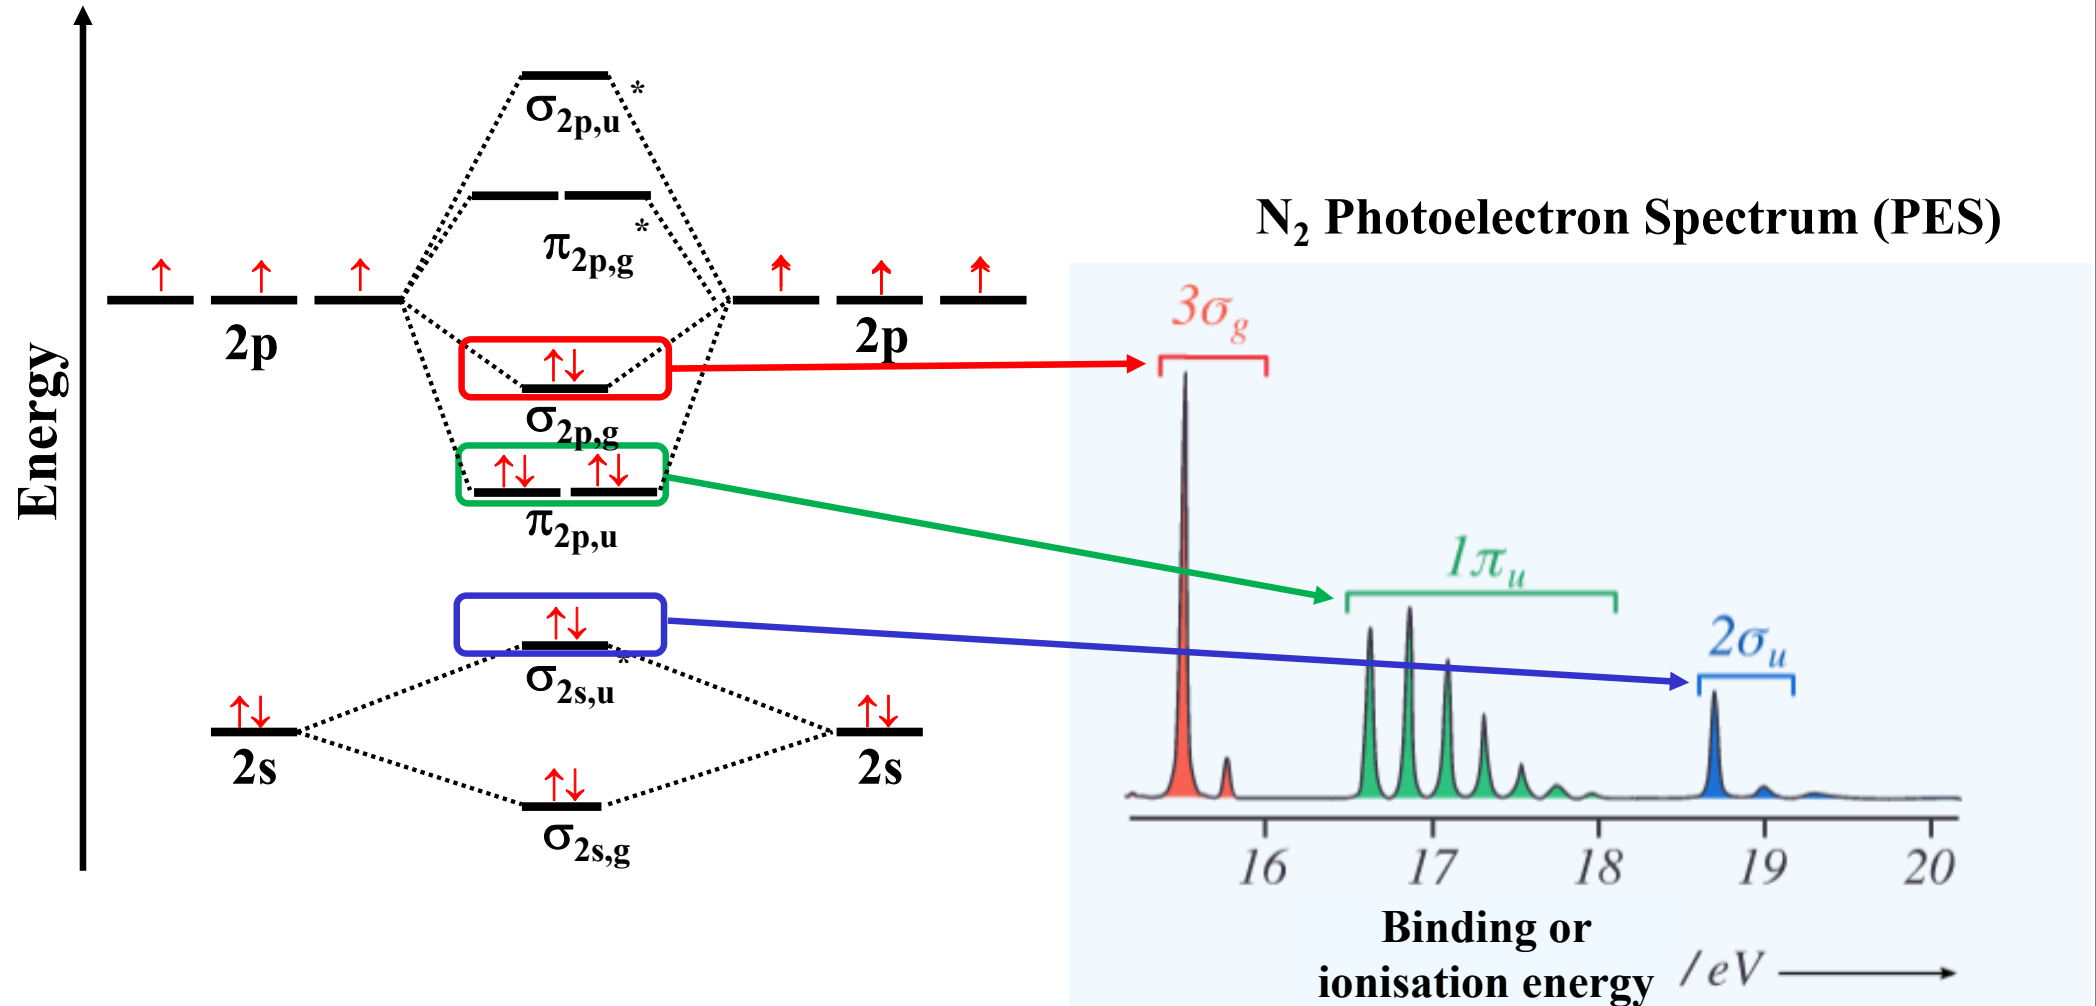 Energy
σ2p,u*
π2p,g*
2p
2p
σ2p,g
π2p,u
σ2s,u*
2s
2s
σ2s,g
N2 Photoelectron Spectrum (PES)
3σg
1πu
2σu
16 17 18 19 20
Binding or
ionisation energy / eV